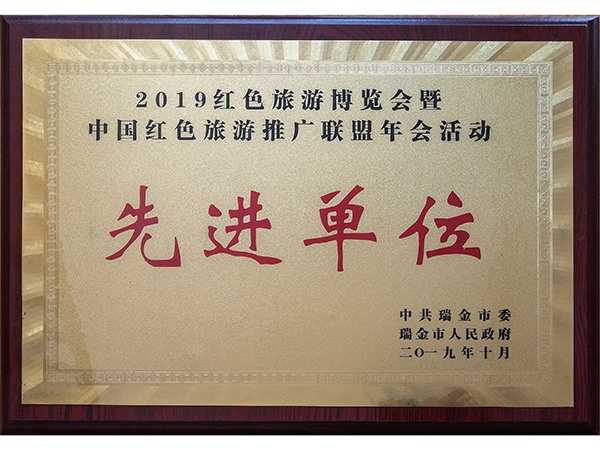 2019红色旅游博览会暨
中国红色旅游推广联盟年会活动
先进单位
中共瑞金市委
瑞金市人民政府
二〇一九年十月